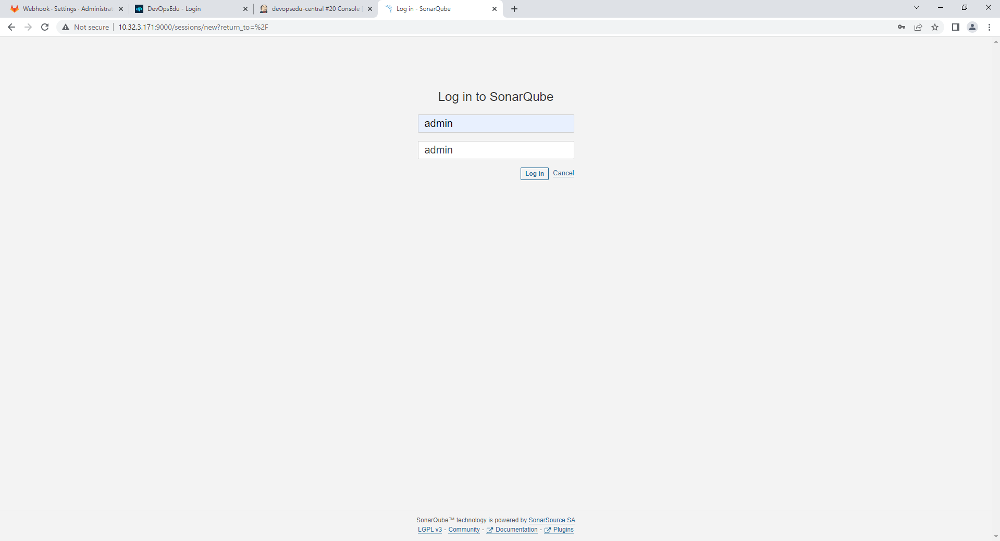 Webhook · Settings · Administrat
DevOpsEdu - Login
devopsedu-central #20 Console
Log in - SonarQube
Not secure
10.32.3.171:9000/sessions/new?return_to=%2F
Log in to SonarQube
admin
admin
Log in Cancel
SonarQube™ technology is powered by SonarSource SA
LGPL v3 - Community - Documentation - Plugins